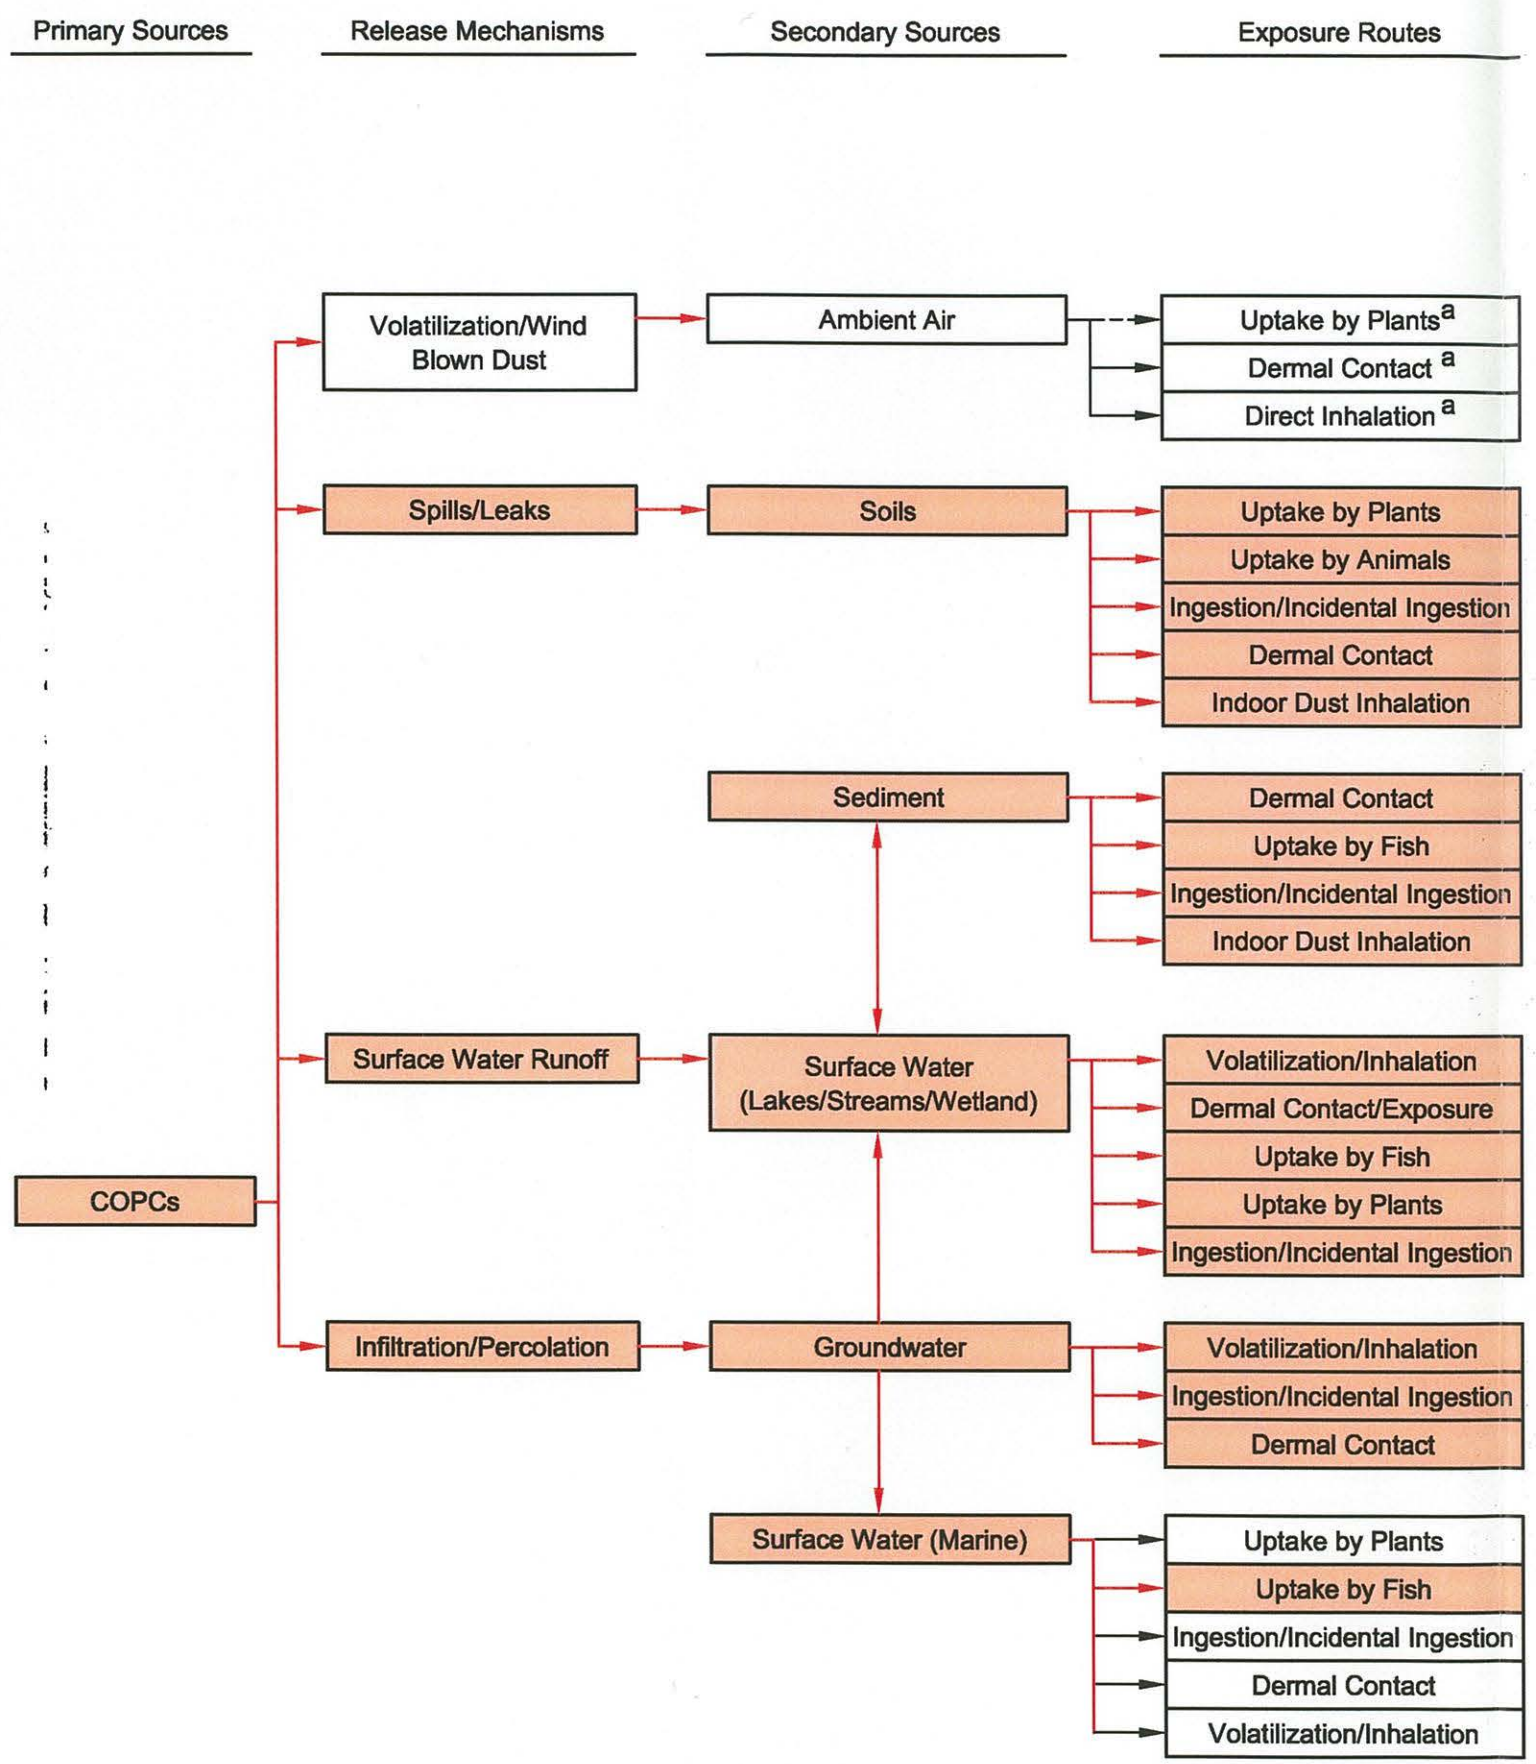 Primary Sources
Release Mechanisms
Secondary Sources
Exposure Routes
Volatilization/Wind
Blown Dust
Ambient Air
Uptake by Plants a
Dermal Contact a
Direct Inhalation a
Spills/Leaks
Soils
Uptake by Plants
Uptake by Animals
Ingestion/Incidental Ingestion
Dermal Contact
Indoor Dust Inhalation
Sediment
Dermal Contact
Uptake by Fish
Ingestion/Incidental Ingestion
Indoor Dust Inhalation
Surface Water Runoff
Surface Water
(Lakes/Streams/Wetland)
Volatilization/Inhalation
Dermal Contact/Exposure
Uptake by Fish
Uptake by Plants
Ingestion/Incidental Ingestion
COPCs
Infiltration/Percolation
Groundwater
Volatilization/Inhalation
Ingestion/Incidental Ingestion
Dermal Contact
Surface Water (Marine)
Uptake by Plants
Uptake by Fish
Ingestion/Incidental Ingestion
Dermal Contact
Volatilization/Inhalation